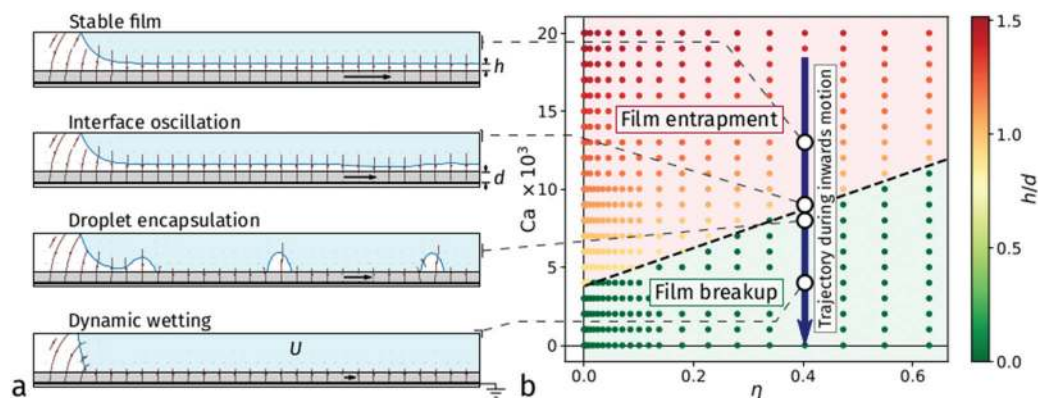 Stable film
h
Interface oscillation
d
Droplet encapsulation
Dynamic wetting
U
a
b
Ca × 10³
20
15
10
5
0
Film entrapment
Film breakup
Trajectory during inwards motion
0.0
0.2
0.4
0.6
η
1.5
1.0
0.5
0.0
h/d